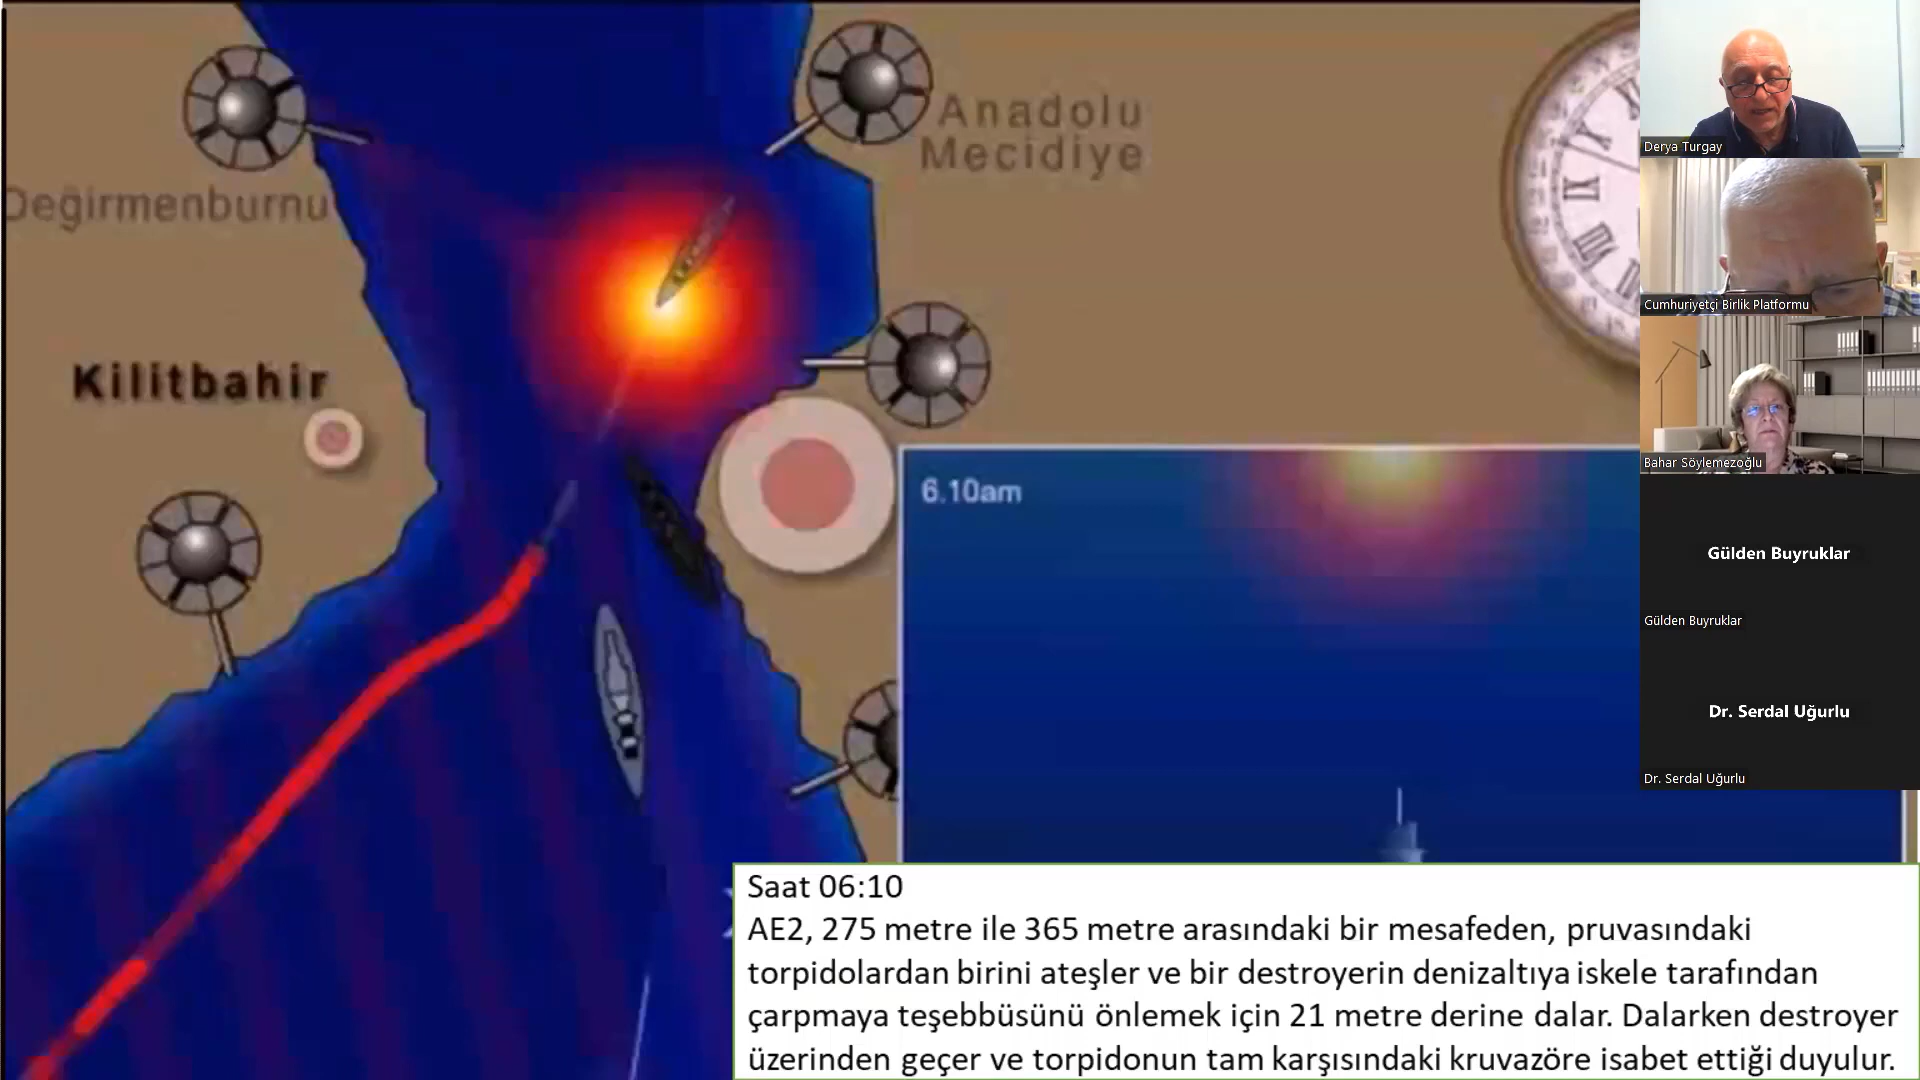 Anadolu
Mecidiye
Değirmenburnu
Kilitbahir
6.10am
Saat 06:10
AE2, 275 metre ile 365 metre arasındaki bir mesafeden, pruvasındaki
torpidolardan birini ateşler ve bir destroyerin denizaltıya iskele tarafından
çarpmaya teşebbüsünü önlemek için 21 metre derine dalar. Dalarken destroyer
üzerinden geçer ve torpidonun tam karşısındaki kruvazöre isabet ettiği duyulur.
Derya Turgay
Cumhuriyetçi Birlik Platformu
Bahar Söylemezoğlu
Gülden Buyruklar
Gülden Buyruklar
Dr. Serdal Uğurlu
Dr. Serdal Uğurlu